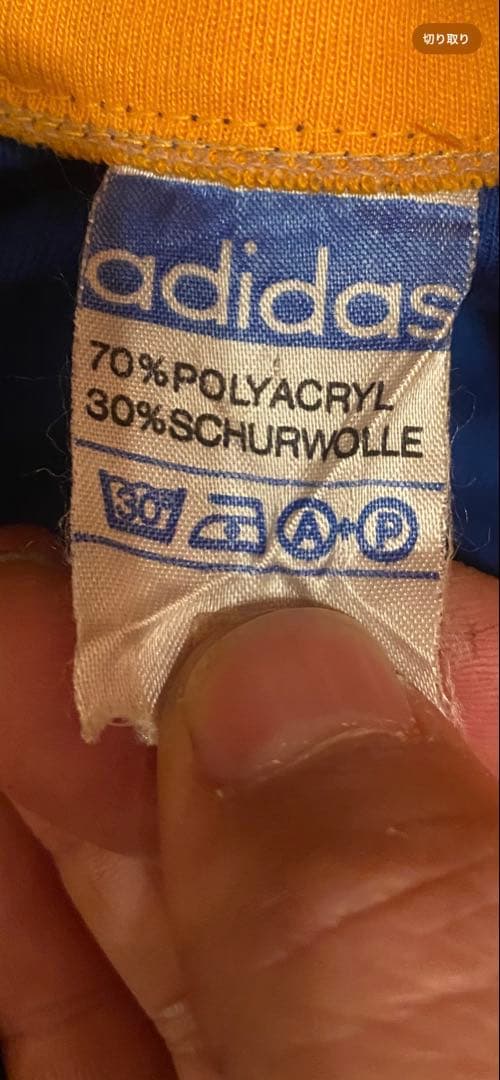 切り取り
adidas
70%POLYACRYL
30%SCHURWOLLE
30° A+P